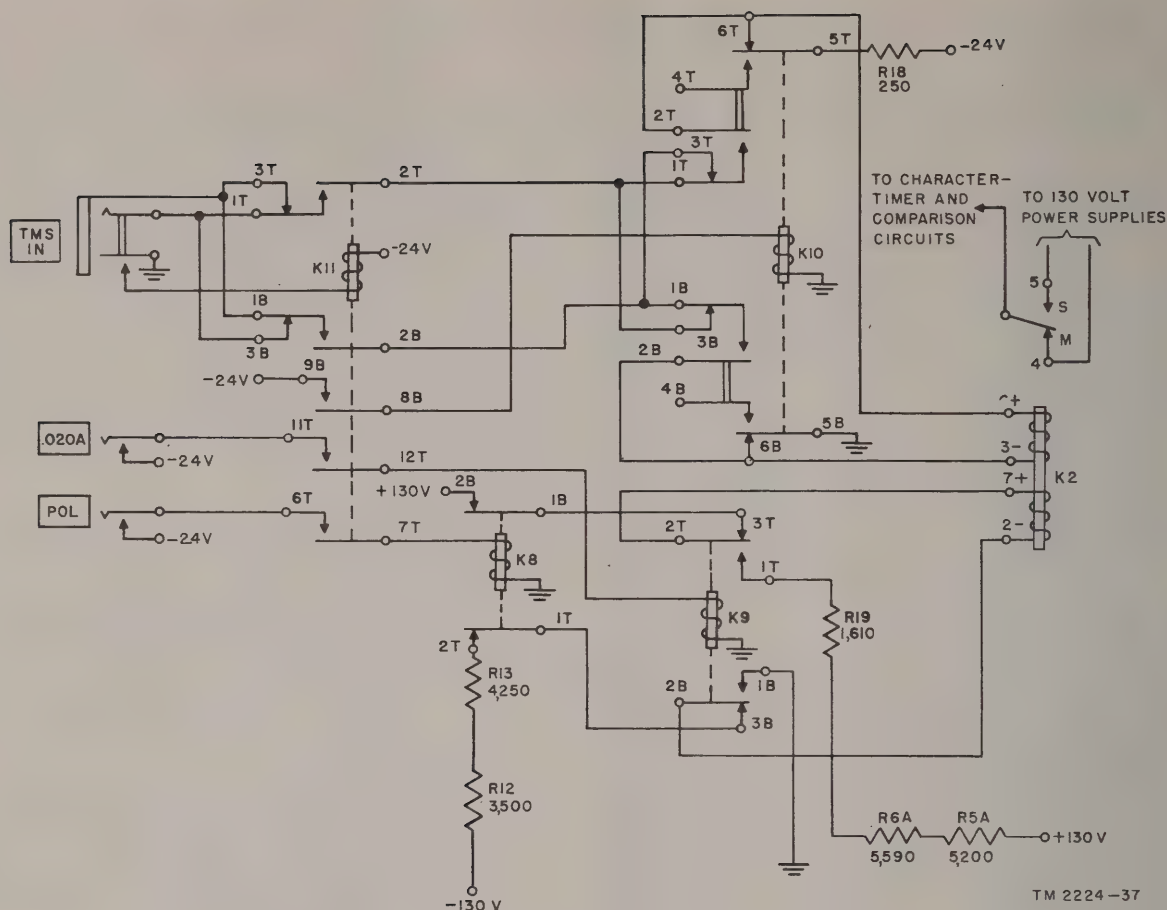 6T
5T
R18
250
-24V
4T
2T
3T
1T
3T
1T
2T
TO CHARACTER-
TIMER AND
COMPARISON
CIRCUITS
TO 130 VOLT
POWER SUPPLIES
TMS
IN
-24V
K11
K10
5
S
M
4
1B
3B
2B
1B
3B
2B
-24V
9B
8B
4B
5B
6B
.020A
-24V
11T
12T
3-
K2
7+
2-
POL
-24V
6T
7T
2B
+130V
1B
K8
2T
3T
1T
K9
R19
1,610
1T
2T
R13
4,250
2B
1B
3B
R12
3,500
R6A
5,590
R5A
5,200
+130V
-130V
TM 2224-37